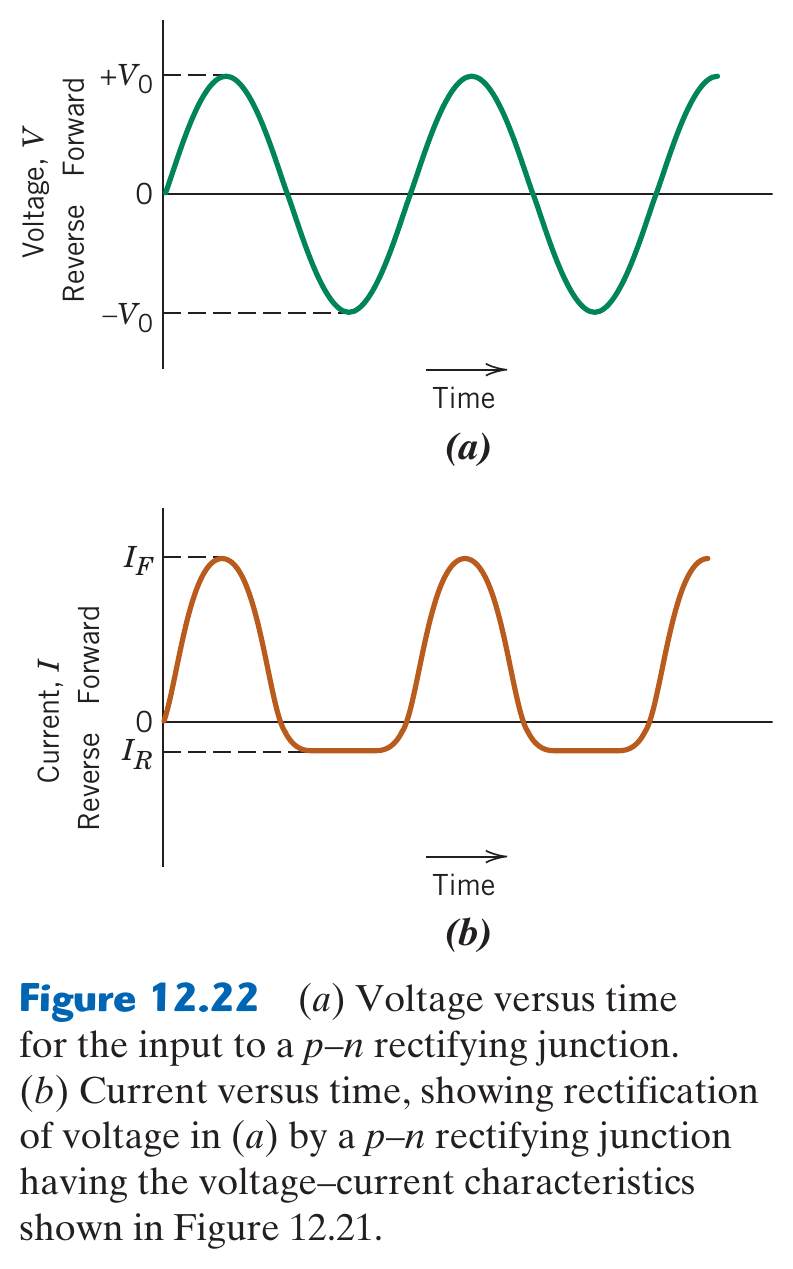 +V0
0
–V0
Voltage, V
Reverse Forward
Time
(a)
IF
0
IR
Current, I
Reverse Forward
Time
(b)
Figure 12.22 (a) Voltage versus time
for the input to a p–n rectifying junction.
(b) Current versus time, showing rectification
of voltage in (a) by a p–n rectifying junction
having the voltage–current characteristics
shown in Figure 12.21.